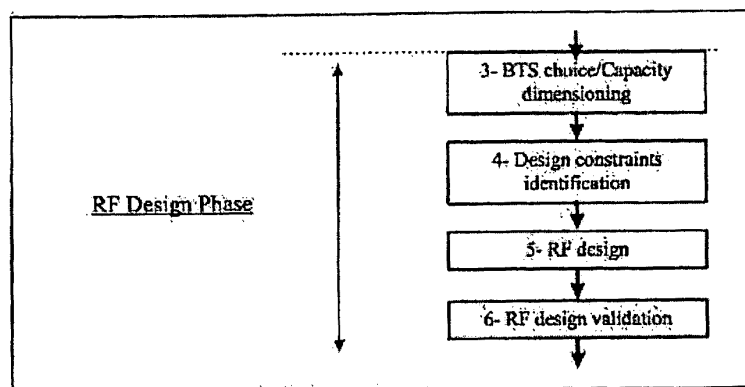 3- BTS choice/Capacity
dimensioning
4- Design constraints
identification
RF Design Phase
5- RF design
6- RF design validation